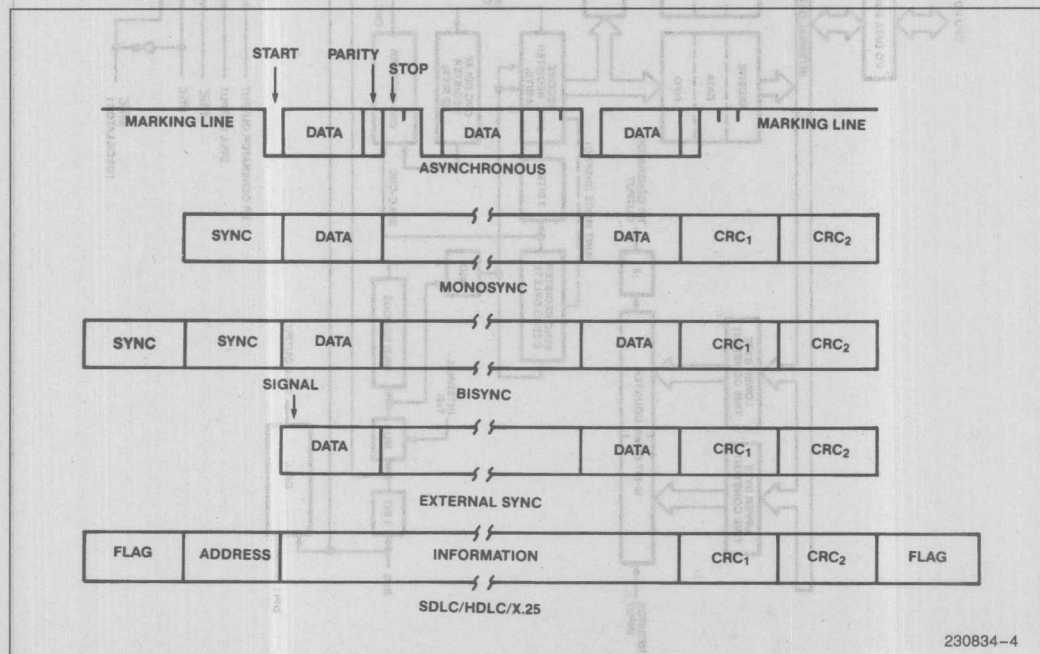 START PARITY STOP
MARKING LINE DATA DATA DATA MARKING LINE
ASYNCHRONOUS
SYNC DATA DATA CRC1 CRC2
MONOSYNC
SYNC SYNC DATA DATA CRC1 CRC2
BISYNC
SIGNAL
DATA DATA CRC1 CRC2
EXTERNAL SYNC
FLAG ADDRESS INFORMATION CRC1 CRC2 FLAG
SDLC/HDLC/X.25
230834-4